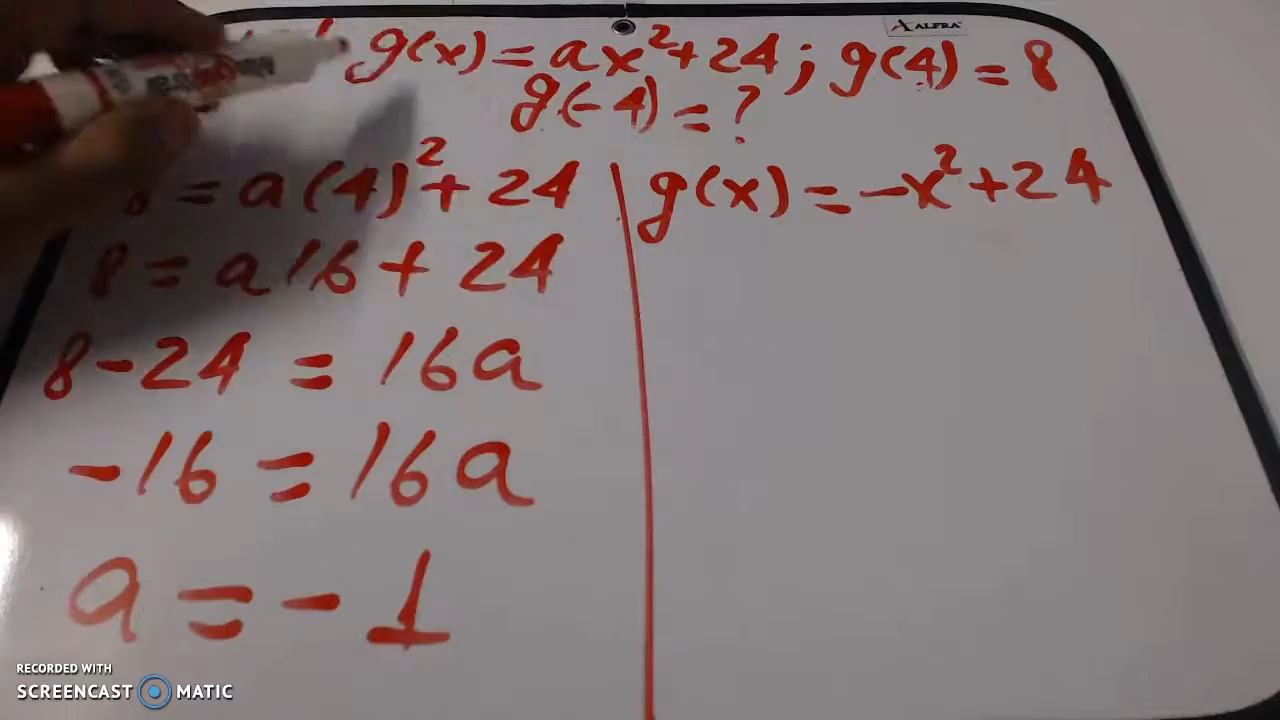 ALFRA
g(x) = ax²+24; g(4) = 8
g(-4) = ?
8 = a(4)²+ 24
8 = a16 + 24
8-24 = 16a
-16 = 16a
a = - 1
g(x) = -x²+24
RECORDED WITH
SCREENCAST MATIC